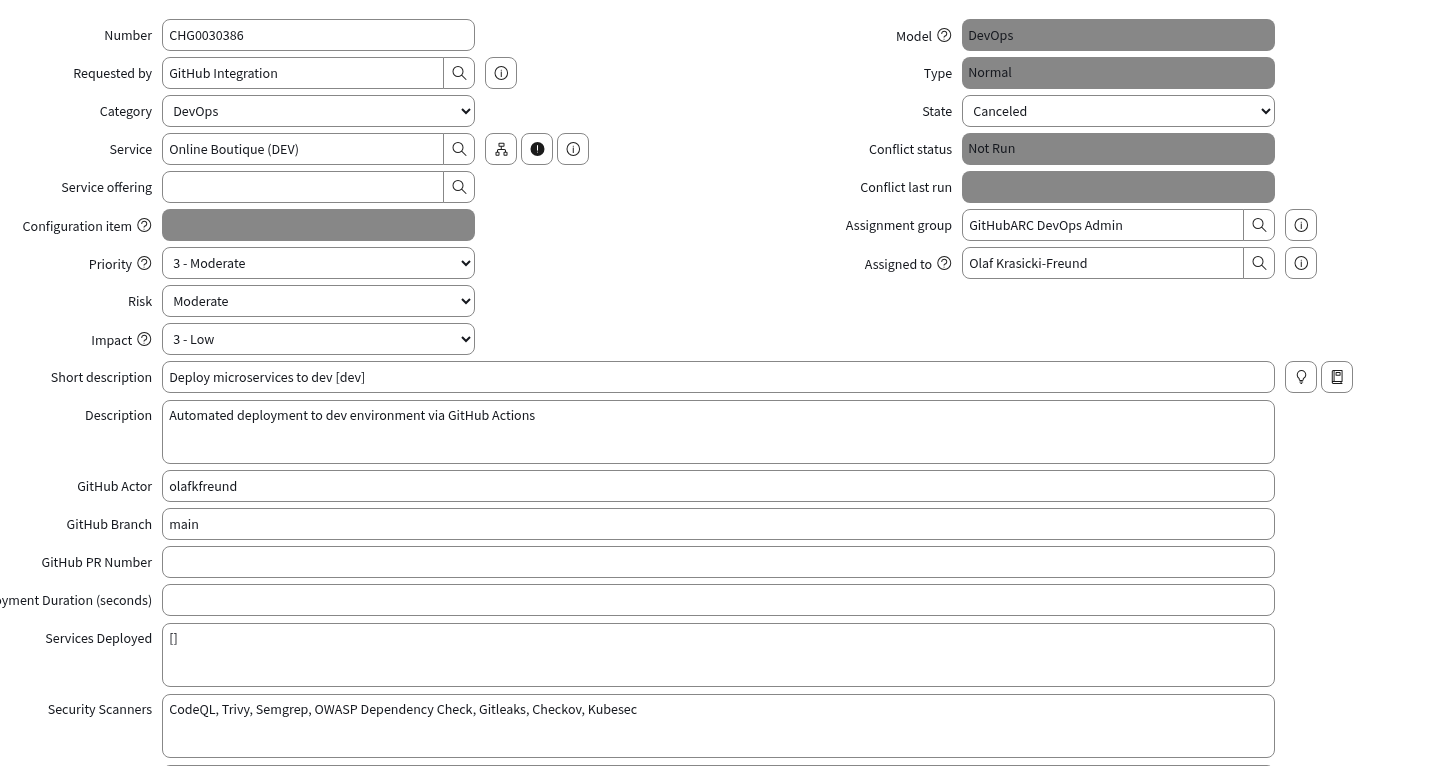 Number CHG0030386
Model DevOps
Requested by GitHub Integration
Type Normal
Category DevOps
State Canceled
Service Online Boutique (DEV)
Conflict status Not Run
Service offering
Conflict last run
Configuration item
Assignment group GitHubARC DevOps Admin
Priority 3 - Moderate
Assigned to Olaf Krasicki-Freund
Risk Moderate
Impact 3 - Low
Short description Deploy microservices to dev [dev]
Description Automated deployment to dev environment via GitHub Actions
GitHub Actor olafkfreund
GitHub Branch main
GitHub PR Number
Duration (seconds)
Services Deployed []
Security Scanners CodeQL, Trivy, Semgrep, OWASP Dependency Check, Gitleaks, Checkov, Kubesec